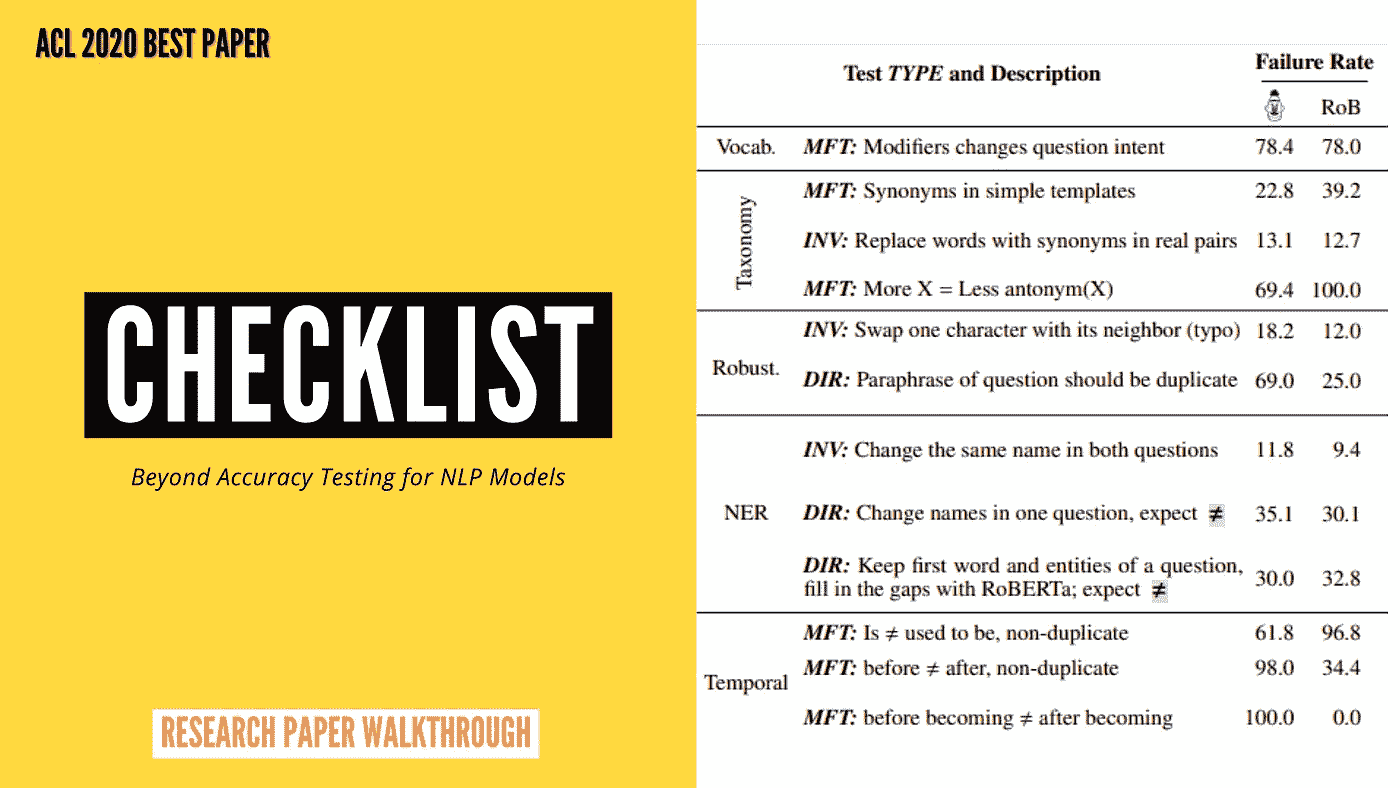 ACL 2020 BEST PAPER
CHECKLIST
Beyond Accuracy Testing for NLP Models
RESEARCH PAPER WALKTHROUGH
Test TYPE and Description Failure Rate
RoB
Vocab. MFT: Modifiers changes question intent 78.4 78.0
Taxonomy
MFT: Synonyms in simple templates 22.8 39.2
INV: Replace words with synonyms in real pairs 13.1 12.7
MFT: More X = Less antonym(X) 69.4 100.0
Robust.
INV: Swap one character with its neighbor (typo) 18.2 12.0
DIR: Paraphrase of question should be duplicate 69.0 25.0
NER
INV: Change the same name in both questions 11.8 9.4
DIR: Change names in one question, expect ≠ 35.1 30.1
DIR: Keep first word and entities of a question,
fill in the gaps with RoBERTa; expect ≠ 30.0 32.8
Temporal
MFT: Is ≠ used to be, non-duplicate 61.8 96.8
MFT: before ≠ after, non-duplicate 98.0 34.4
MFT: before becoming ≠ after becoming 100.0 0.0